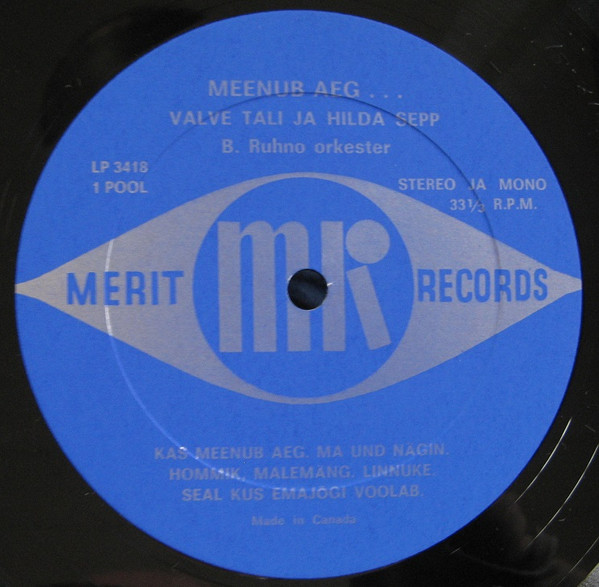 MEENUB AEG . . .
VALVE TALI JA HILDA SEPP
B. Ruhno orkester
LP 3418
1 POOL
STEREO JA MONO
33⅓ R.P.M.
MERIT mr RECORDS
KAS MEENUB AEG. MA UND NAGIN.
HOMMIK. MALEMANG. LINNUKE.
SEAL KUS EMAJOGI VOOLAB.
Made in Canada